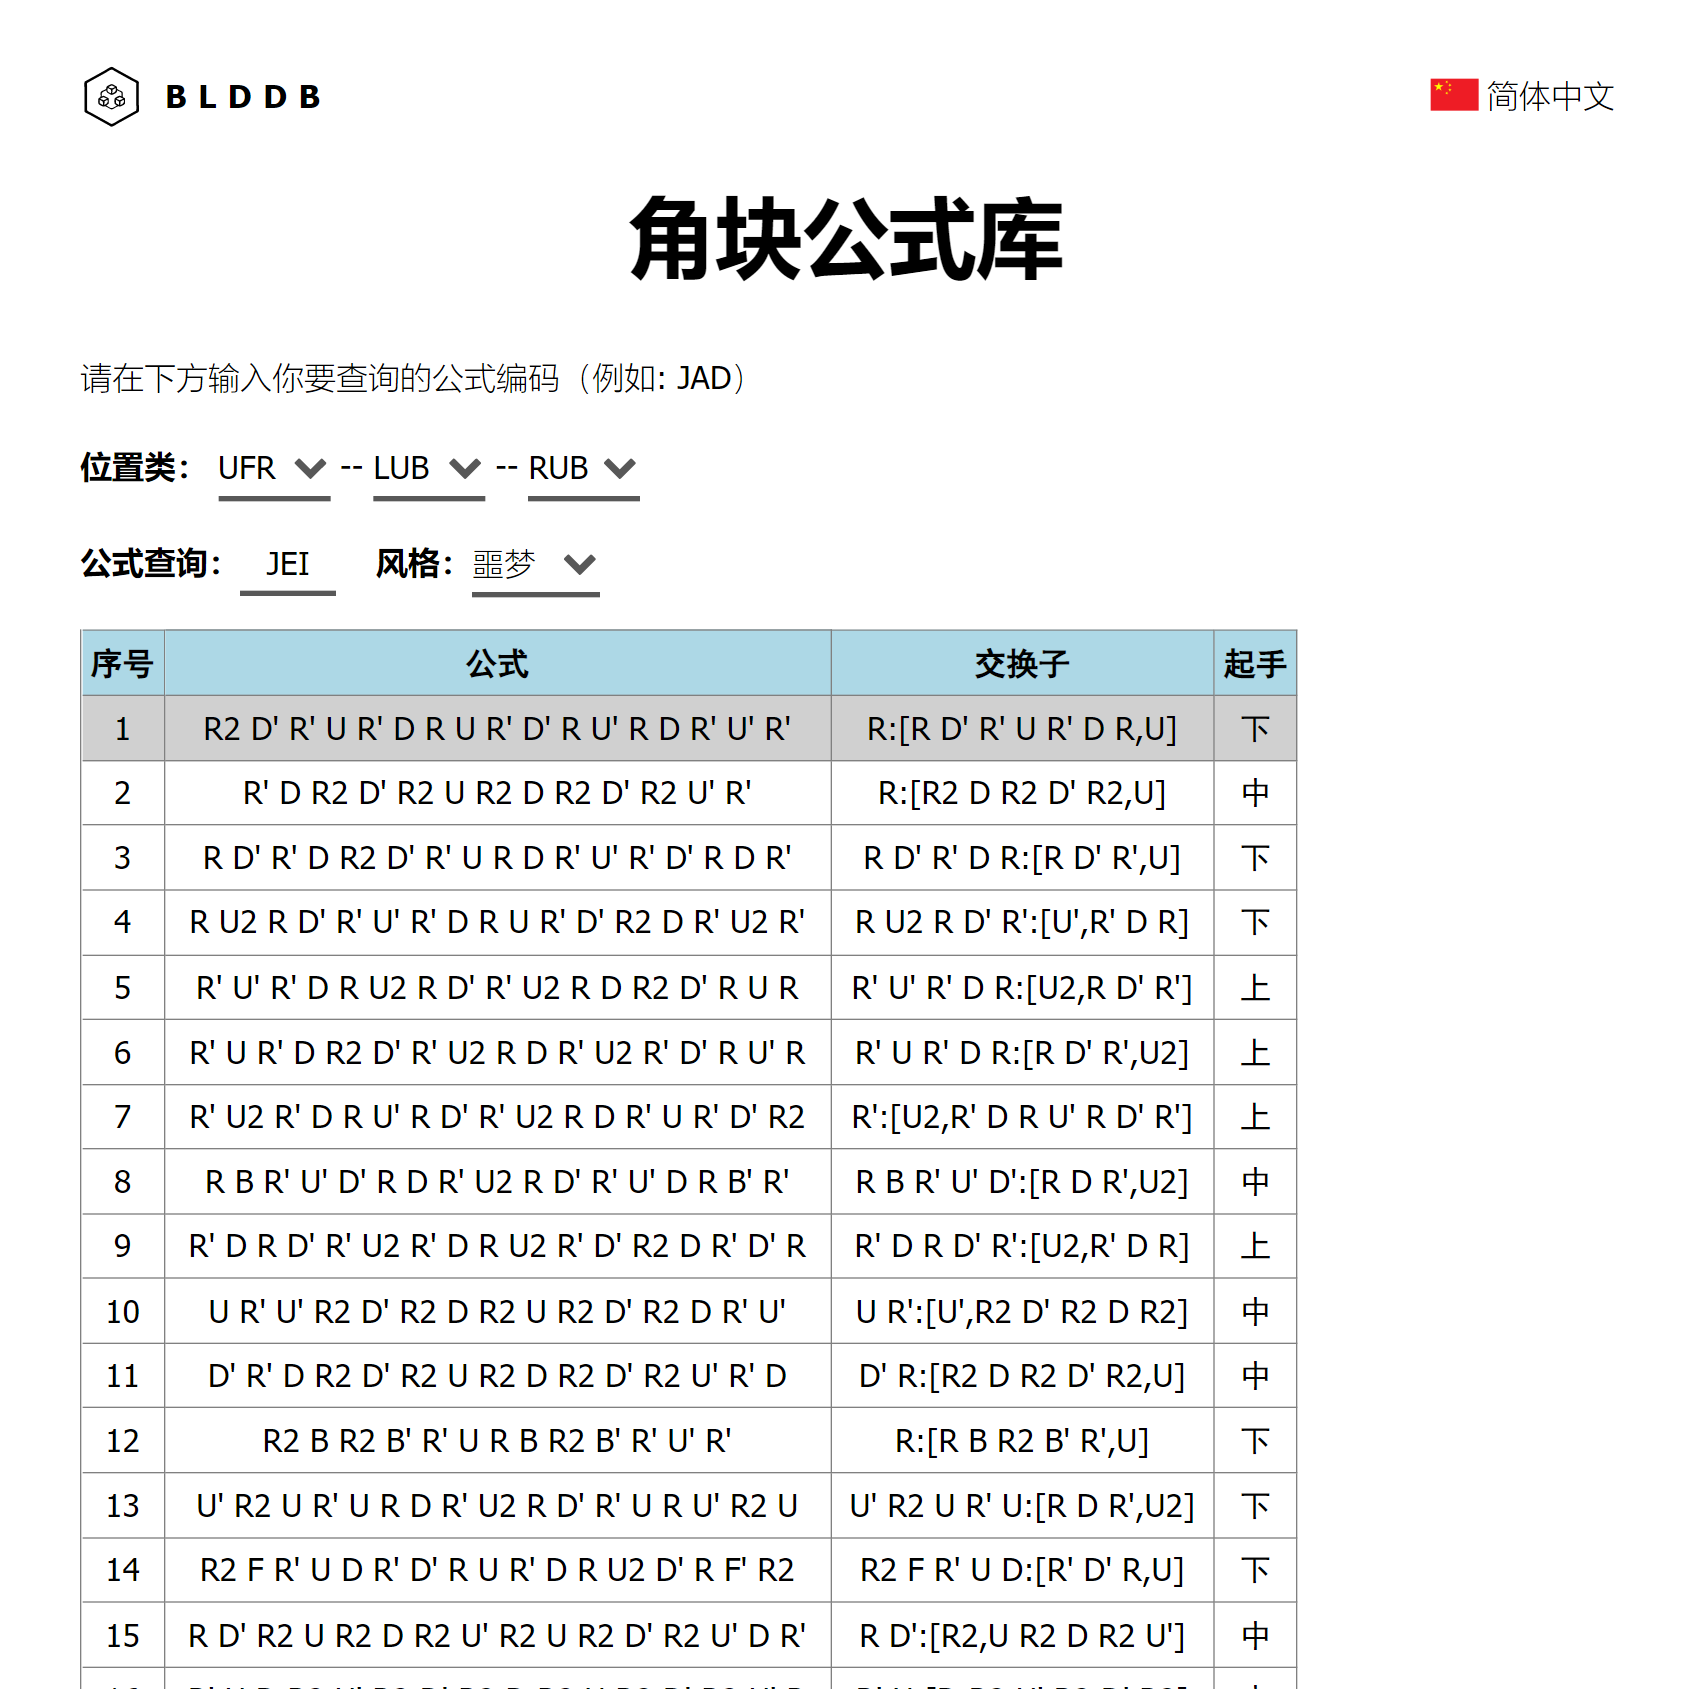 BLDDB
简体中文
角块公式库
请在下方输入你要查询的公式编码（例如: JAD）
位置类： UFR -- LUB -- RUB
公式查询： JEI 风格： 噩梦
序号 公式 交换子 起手
1 R2 D' R' U R' D R U R' D' R U' R D R' U' R' R:[R D' R' U R' D R,U] 下
2 R' D R2 D' R2 U R2 D R2 D' R2 U' R' R:[R2 D R2 D' R2,U] 中
3 R D' R' D R2 D' R' U R D R' U' R' D' R D R' R D' R' D R:[R D' R',U] 下
4 R U2 R D' R' U' R' D R U R' D' R2 D R' U2 R' R U2 R D' R':[U',R' D R] 下
5 R' U' R' D R U2 R D' R' U2 R D R2 D' R U R R' U' R' D R:[U2,R D' R'] 上
6 R' U R' D R2 D' R' U2 R D R' U2 R' D' R U' R R' U R' D R:[R D' R',U2] 上
7 R' U2 R' D R U' R D' R' U2 R D R' U R' D' R2 R':[U2,R' D R U' R D' R'] 上
8 R B R' U' D' R D R' U2 R D' R' U' D R B' R' R B R' U' D':[R D R',U2] 中
9 R' D R D' R' U2 R' D R U2 R' D' R2 D R' D' R R' D R D' R':[U2,R' D R] 上
10 U R' U' R2 D' R2 D R2 U R2 D' R2 D R' U' U R':[U',R2 D' R2 D R2] 中
11 D' R' D R2 D' R2 U R2 D R2 D' R2 U' R' D D' R:[R2 D R2 D' R2,U] 中
12 R2 B R2 B' R' U R B R2 B' R' U' R' R:[R B R2 B' R',U] 下
13 U' R2 U R' U R D R' U2 R D' R' U R U' R2 U U' R2 U R' U:[R D R',U2] 下
14 R2 F R' U D R' D' R U R' D R U2 D' R F' R2 R2 F R' U D:[R' D' R,U] 下
15 R D' R2 U R2 D R2 U' R2 U R2 D' R2 U' D R' R D':[R2,U R2 D R2 U'] 中